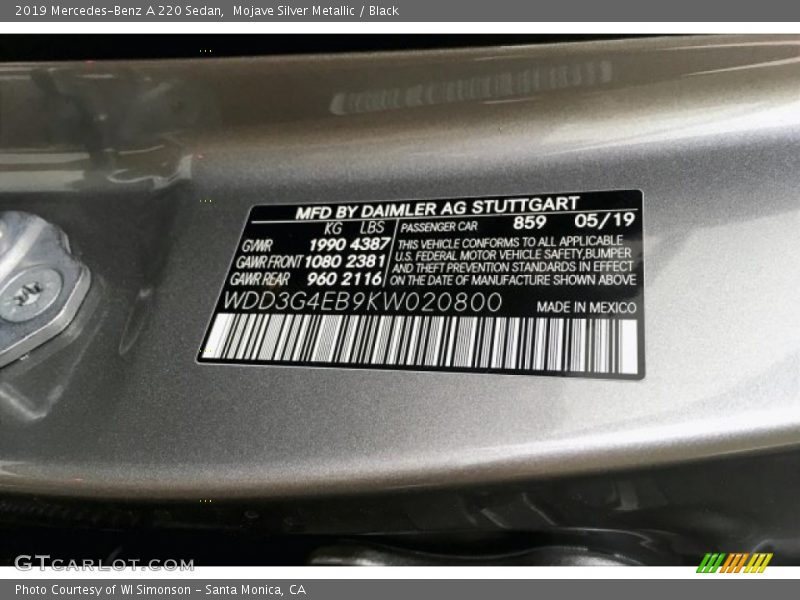 2019 Mercedes-Benz A 220 Sedan,  Mojave Silver Metallic / Black
MFD BY DAIMLER AG STUTTGART
KG LBS
GVWR 1990 4387
GAWR FRONT 1080 2381
GAWR REAR 960 2116
PASSENGER CAR 859 05/19
THIS VEHICLE CONFORMS TO ALL APPLICABLE
U.S. FEDERAL MOTOR VEHICLE SAFETY,BUMPER
AND THEFT PREVENTION STANDARDS IN EFFECT
ON THE DATE OF MANUFACTURE SHOWN ABOVE
WDD3G4EB9KW020800 MADE IN MEXICO
GTCARLOT.COM
Photo Courtesy of WI Simonson - Santa Monica, CA